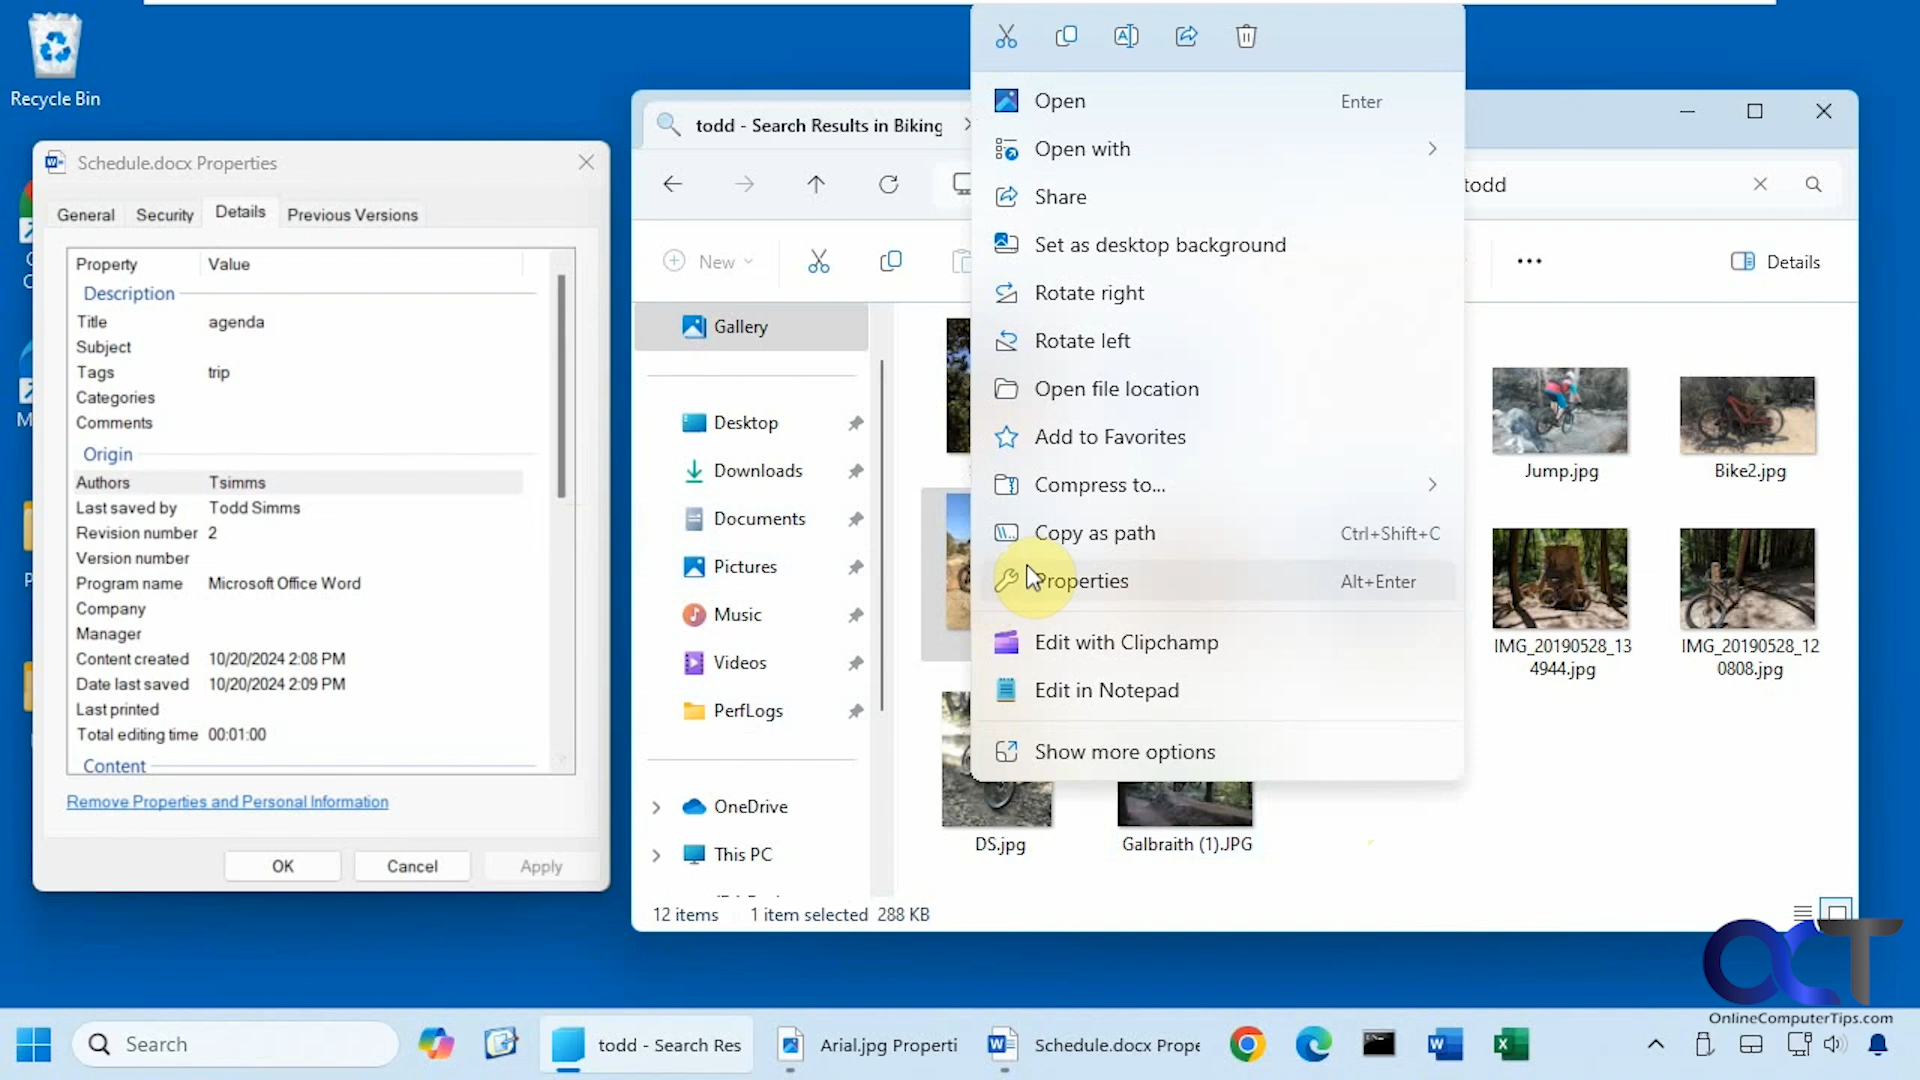 Recycle Bin
Schedule.docx Properties
General Security Details Previous Versions
Property Value
Description
Title agenda
Subject
Tags trip
Categories
Comments
Origin
Authors Tsimms
Last saved by Todd Simms
Revision number 2
Version number
Program name Microsoft Office Word
Company
Manager
Content created 10/20/2024 2:08 PM
Date last saved 10/20/2024 2:09 PM
Last printed
Total editing time 00:01:00
Content
Remove Properties and Personal Information
OK Cancel Apply
todd - Search Results in Biking
todd
New
Details
Gallery
Desktop
Downloads
Documents
Pictures
Music
Videos
PerfLogs
OneDrive
This PC
12 items 1 item selected 288 KB
Open Enter
Open with
Share
Set as desktop background
Rotate right
Rotate left
Open file location
Add to Favorites
Compress to...
Copy as path Ctrl+Shift+C
Properties Alt+Enter
Edit with Clipchamp
Edit in Notepad
Show more options
Jump.jpg
Bike2.jpg
IMG_20190528_13
4944.jpg
IMG_20190528_12
0808.jpg
DS.jpg
Galbraith (1).JPG
OCT
OnlineComputerTips.com
Search
todd - Search Res
Arial.jpg Properti
Schedule.docx Prope